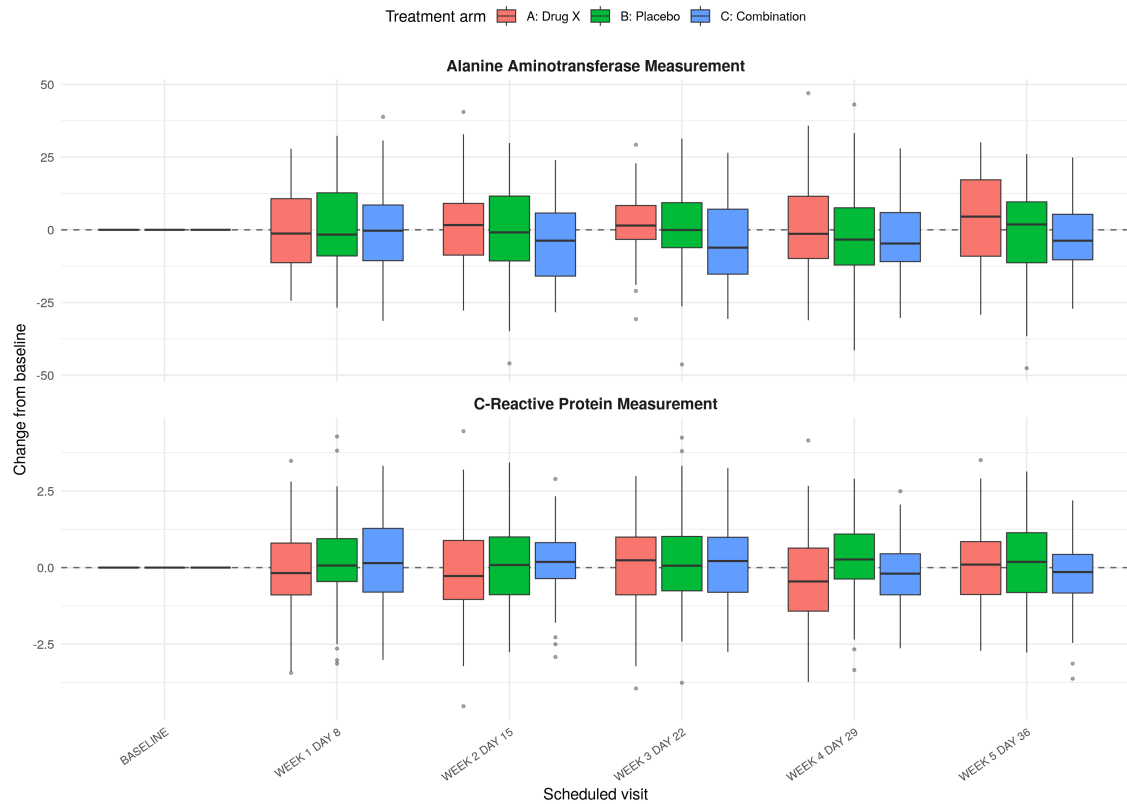 Treatment arm A: Drug X B: Placebo C: Combination
Alanine Aminotransferase Measurement
50
25
0
-25
-50
C-Reactive Protein Measurement
2.5
0.0
-2.5
Change from baseline
BASELINE
WEEK 1 DAY 8
WEEK 2 DAY 15
WEEK 3 DAY 22
WEEK 4 DAY 29
WEEK 5 DAY 36
Scheduled visit